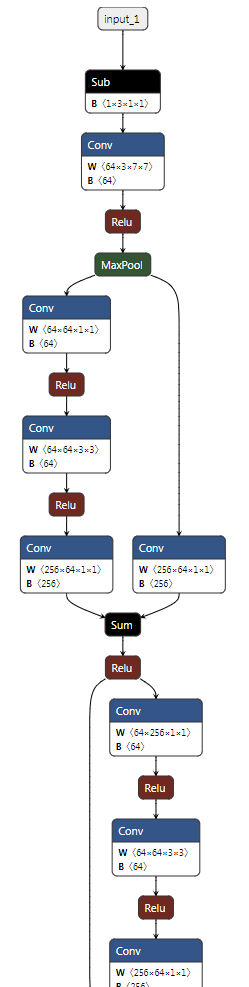 input_1
Sub
B ⟨1×3×1×1⟩
Conv
W ⟨64×3×7×7⟩
B ⟨64⟩
Relu
MaxPool
Conv
W ⟨64×64×1×1⟩
B ⟨64⟩
Relu
Conv
W ⟨64×64×3×3⟩
B ⟨64⟩
Relu
Conv
W ⟨256×64×1×1⟩
B ⟨256⟩
Conv
W ⟨256×64×1×1⟩
B ⟨256⟩
Sum
Relu
Conv
W ⟨64×256×1×1⟩
B ⟨64⟩
Relu
Conv
W ⟨64×64×3×3⟩
B ⟨64⟩
Relu
Conv
W ⟨256×64×1×1⟩
B ⟨256⟩